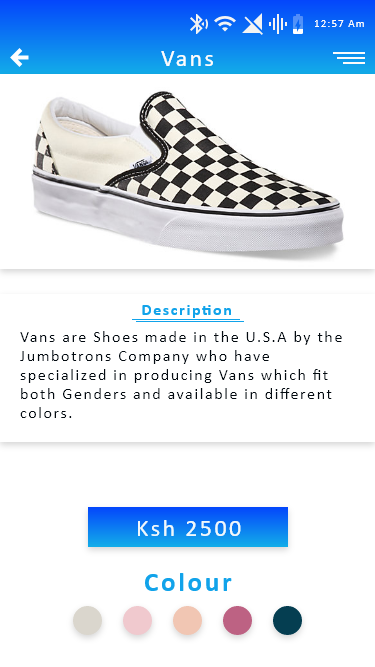 12:57 Am
Vans
Description
Vans are Shoes made in the U.S.A by the
Jumbotrons Company who have
specialized in producing Vans which fit
both Genders and available in different
colors.
Ksh 2500
Colour